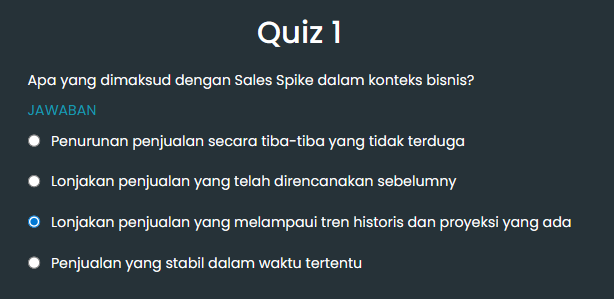 Quiz 1
Apa yang dimaksud dengan Sales Spike dalam konteks bisnis?
JAWABAN
Penurunan penjualan secara tiba-tiba yang tidak terduga
Lonjakan penjualan yang telah direncanakan sebelumny
Lonjakan penjualan yang melampaui tren historis dan proyeksi yang ada
Penjualan yang stabil dalam waktu tertentu